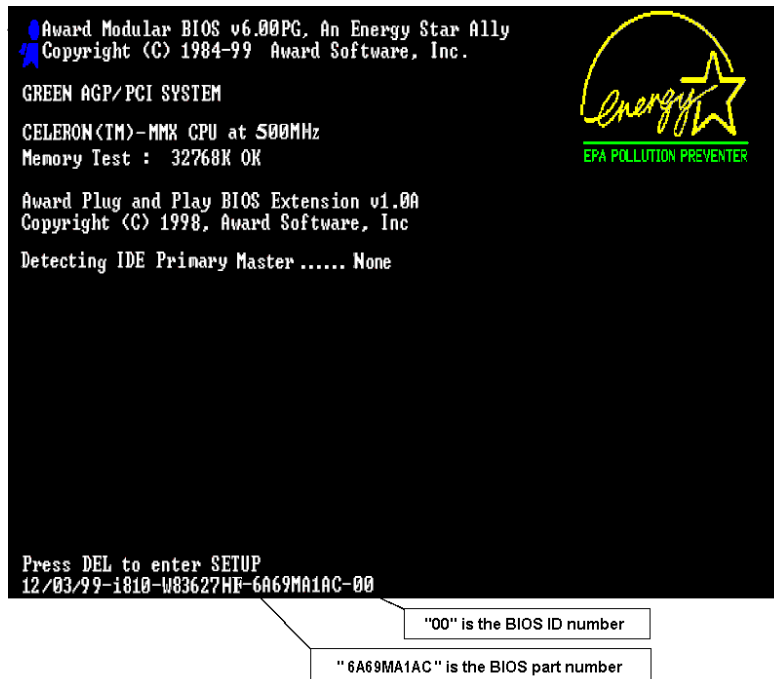 Award Modular BIOS v6.00PG, An Energy Star Ally
Copyright (C) 1984-99 Award Software, Inc.
energy
EPA POLLUTION PREVENTER
GREEN AGP/PCI SYSTEM
CELERON(TM)-MMX CPU at 500MHz
Memory Test : 32768K OK
Award Plug and Play BIOS Extension v1.0A
Copyright (C) 1998, Award Software, Inc
Detecting IDE Primary Master ...... None
Press DEL to enter SETUP
12/03/99-i810-W83627HF-6A69MA1AC-00
"00" is the BIOS ID number
" 6A69MA1AC " is the BIOS part number